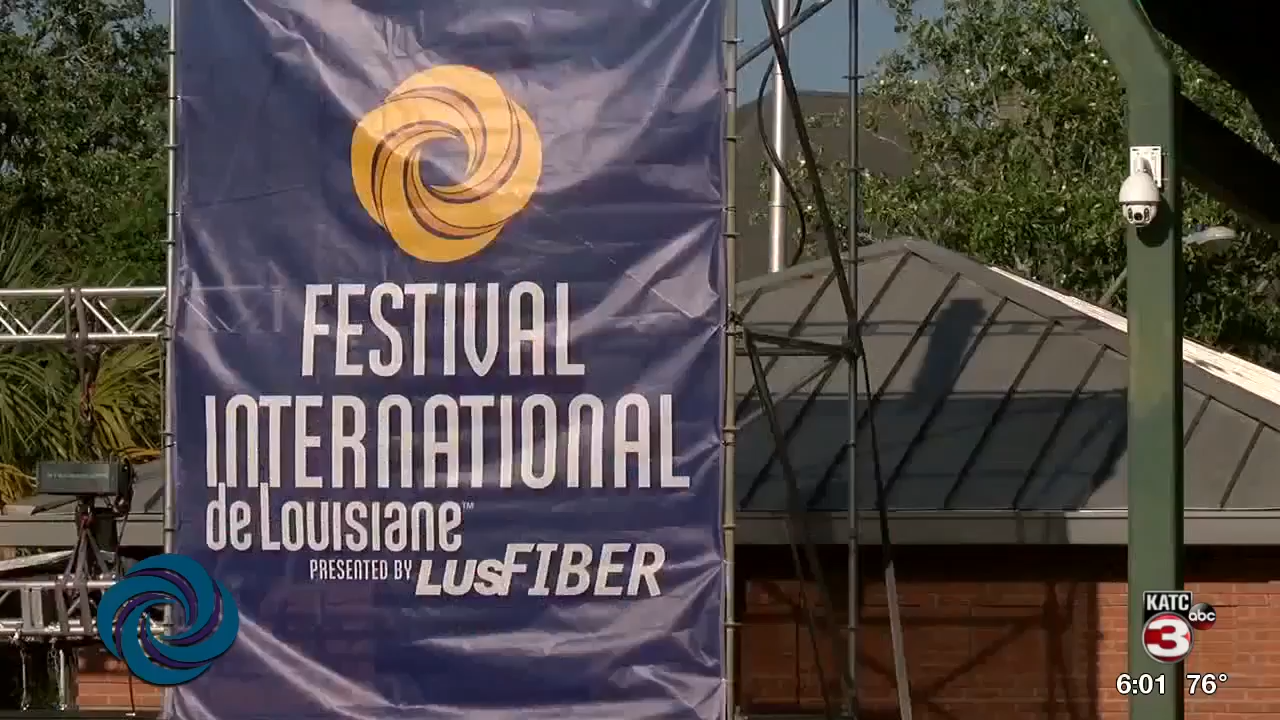 FESTIVAL
INTERNATIONAL
de Louisiane™
PRESENTED BY LUSFIBER
KATC
abc
3
6:01 76°